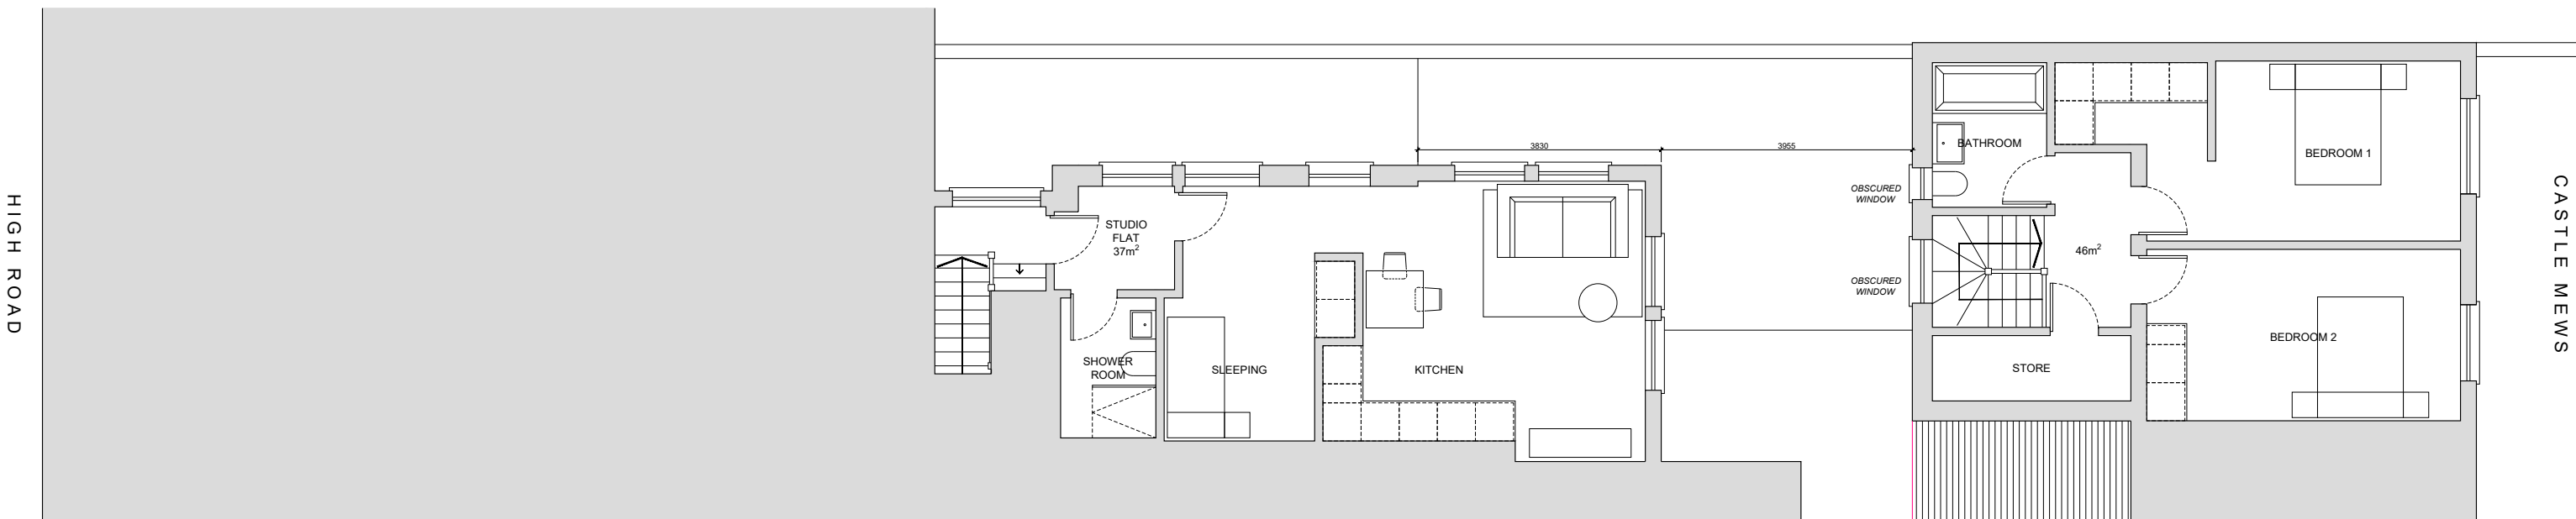 HIGH ROAD
STUDIO
FLAT
37m²
SHOWER
ROOM
SLEEPING
KITCHEN
3830
3955
OBSCURED
WINDOW
OBSCURED
WINDOW
BATHROOM
46m²
STORE
BEDROOM 1
BEDROOM 2
CASTLE MEWS